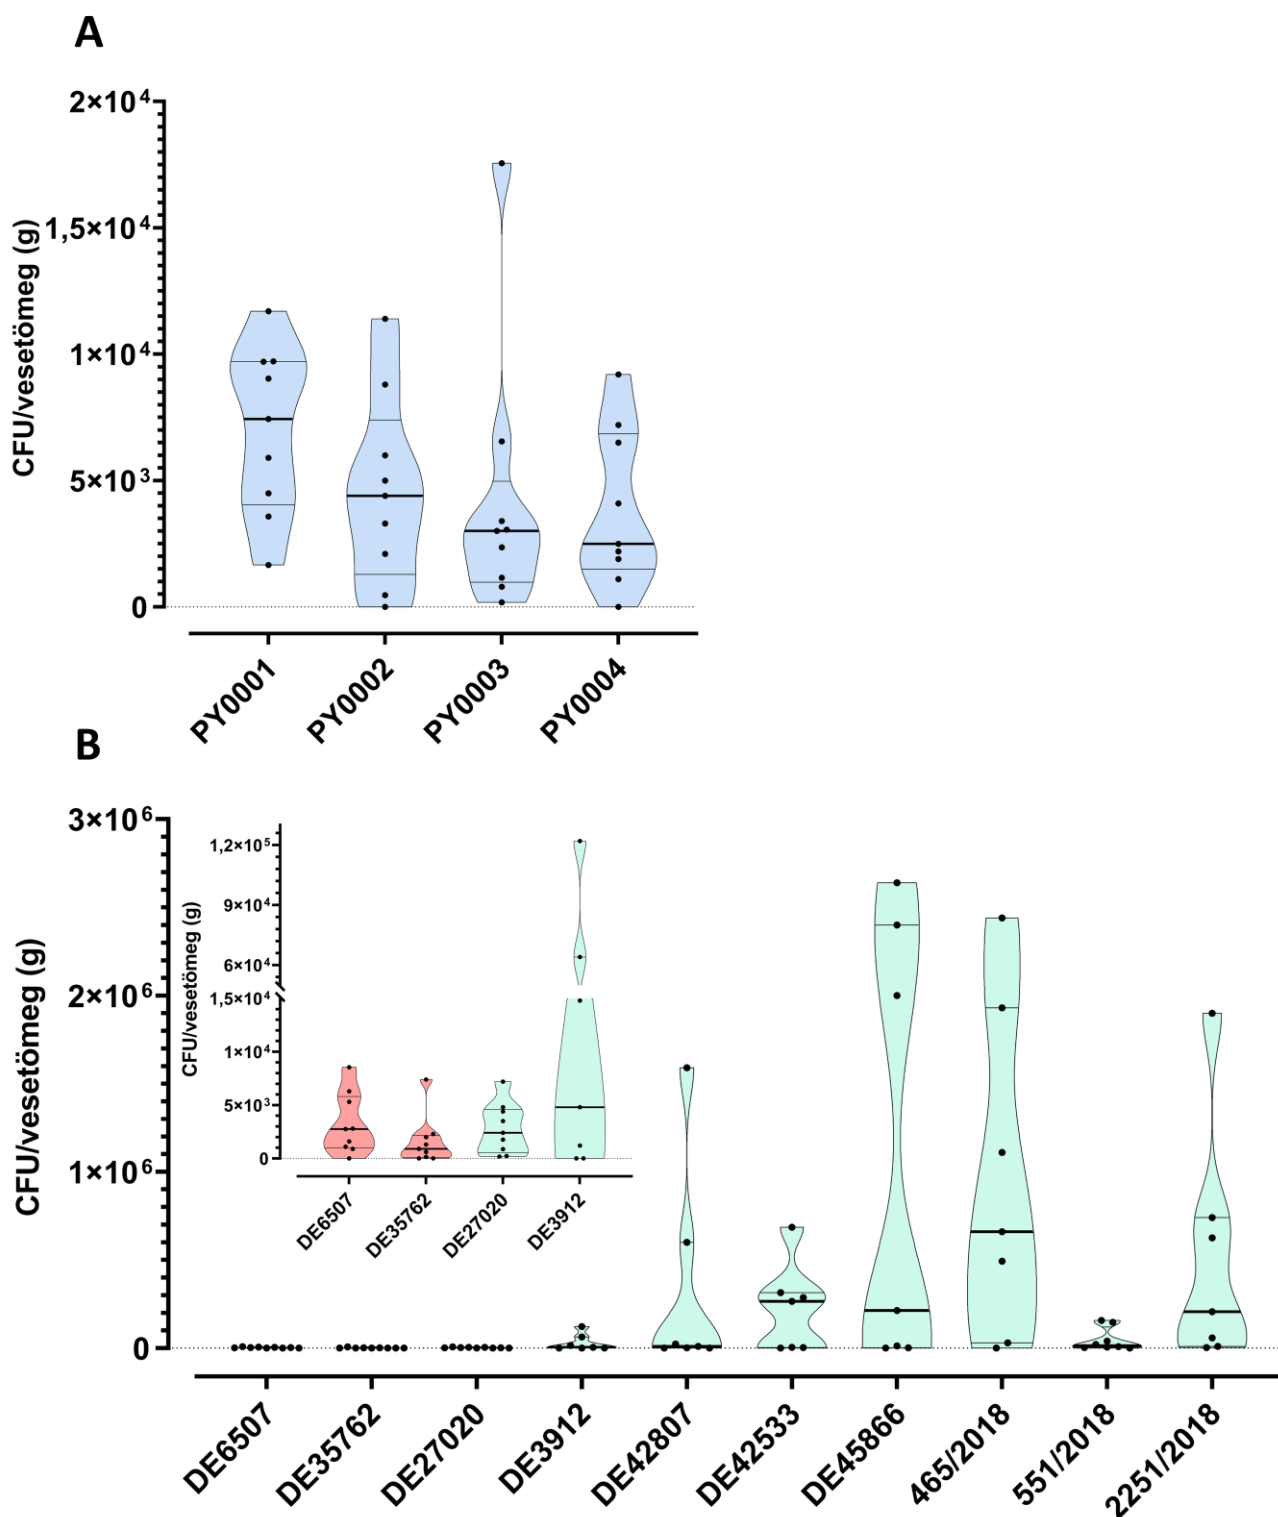 A
2×10⁴
1,5×10⁴
1×10⁴
5×10³
0
CFU/vesetömeg (g)
PY0001
PY0002
PY0003
PY0004
B
3×10⁶
2×10⁶
1×10⁶
0
CFU/vesetömeg (g)
1,2×10⁵
9×10⁴
6×10⁴
1,5×10⁴
1×10⁴
5×10³
0
CFU/vesetömeg (g)
DE6507
DE35762
DE27020
DE3912
DE6507
DE35762
DE27020
DE3912
DE42807
DE42533
DE45866
465/2018
551/2018
2251/2018